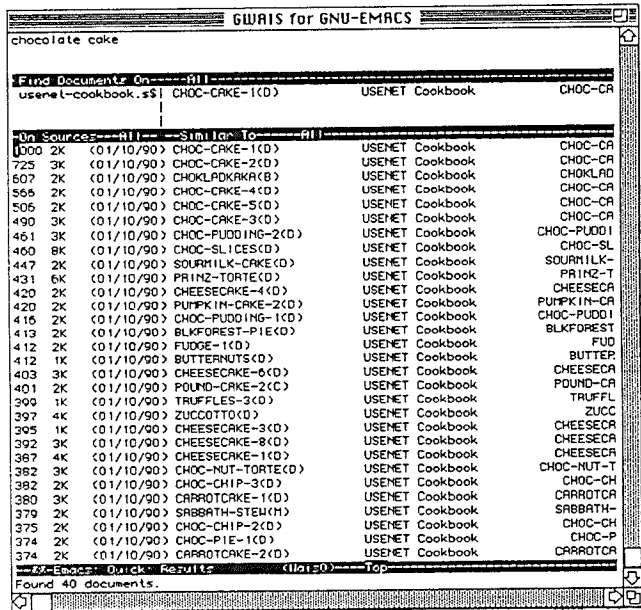 GWAIS for GNU-EMACS
chocolate cake
Find Documents On-----All-----
usenet-cookbook.s$| CHOC-CAKE-1(D) USENET Cookbook CHOC-CA
On Sources---All-- --Similar To-----All-----
1000 2K (01/10/90) CHOC-CAKE-1(D) USENET Cookbook CHOC-CA
725 3K (01/10/90) CHOC-CAKE-2(D) USENET Cookbook CHOC-CA
607 2K (01/10/90) CHOKLADKAKA(B) USENET Cookbook CHOKLAD
566 2K (01/10/90) CHOC-CAKE-4(D) USENET Cookbook CHOC-CA
506 2K (01/10/90) CHOC-CAKE-5(D) USENET Cookbook CHOC-CA
490 2K (01/10/90) CHOC-CAKE-3(D) USENET Cookbook CHOC-CA
461 3K (01/10/90) CHOC-PUDDING-2(D) USENET Cookbook CHOC-PUDDI
460 8K (01/10/90) CHOC-SLICES(D) USENET Cookbook CHOC-SL
447 2K (01/10/90) SOURMILK-CAKE(D) USENET Cookbook SOURMILK-
431 6K (01/10/90) PRINZ-TORTE(D) USENET Cookbook PRINZ-T
420 2K (01/10/90) CHEESECAKE-4(D) USENET Cookbook CHEESECA
420 2K (01/10/90) PUMPKIN-CAKE-2(D) USENET Cookbook PUMPKIN-CA
416 2K (01/10/90) CHOC-PUDDING-1(D) USENET Cookbook CHOC-PUDDI
413 2K (01/10/90) BLKFOREST-PIE(D) USENET Cookbook BLKFOREST
412 2K (01/10/90) FUDGE-1(D) USENET Cookbook FUD
412 1K (01/10/90) BUTTERNUTS(D) USENET Cookbook BUTTER
403 3K (01/10/90) CHEESECAKE-6(D) USENET Cookbook CHEESECA
401 2K (01/10/90) POUND-CAKE-2(C) USENET Cookbook POUND-CA
399 1K (01/10/90) TRUFFLES-3(D) USENET Cookbook TRUFFL
397 4K (01/10/90) ZUCCOTTO(D) USENET Cookbook ZUCC
395 1K (01/10/90) CHEESECAKE-3(D) USENET Cookbook CHEESECA
392 3K (01/10/90) CHEESECAKE-8(D) USENET Cookbook CHEESECA
387 4K (01/10/90) CHEESECAKE-1(D) USENET Cookbook CHEESECA
382 3K (01/10/90) CHOC-NUT-TORTE(D) USENET Cookbook CHOC-NUT-T
382 2K (01/10/90) CHOC-CHIP-3(D) USENET Cookbook CHOC-CH
380 3K (01/10/90) CARROTCAKE-1(D) USENET Cookbook CARROTCA
379 2K (01/10/90) SABBATH-STEW(M) USENET Cookbook SABBATH-
375 2K (01/10/90) CHOC-CHIP-2(D) USENET Cookbook CHOC-CH
374 2K (01/10/90) CHOC-PIE-1(D) USENET Cookbook CHOC-P
374 2K (01/10/90) CARROTCAKE-2(D) USENET Cookbook CARROTCA
--%%-Emacs: Quick Results (Wais0)----Top-----
Found 40 documents.